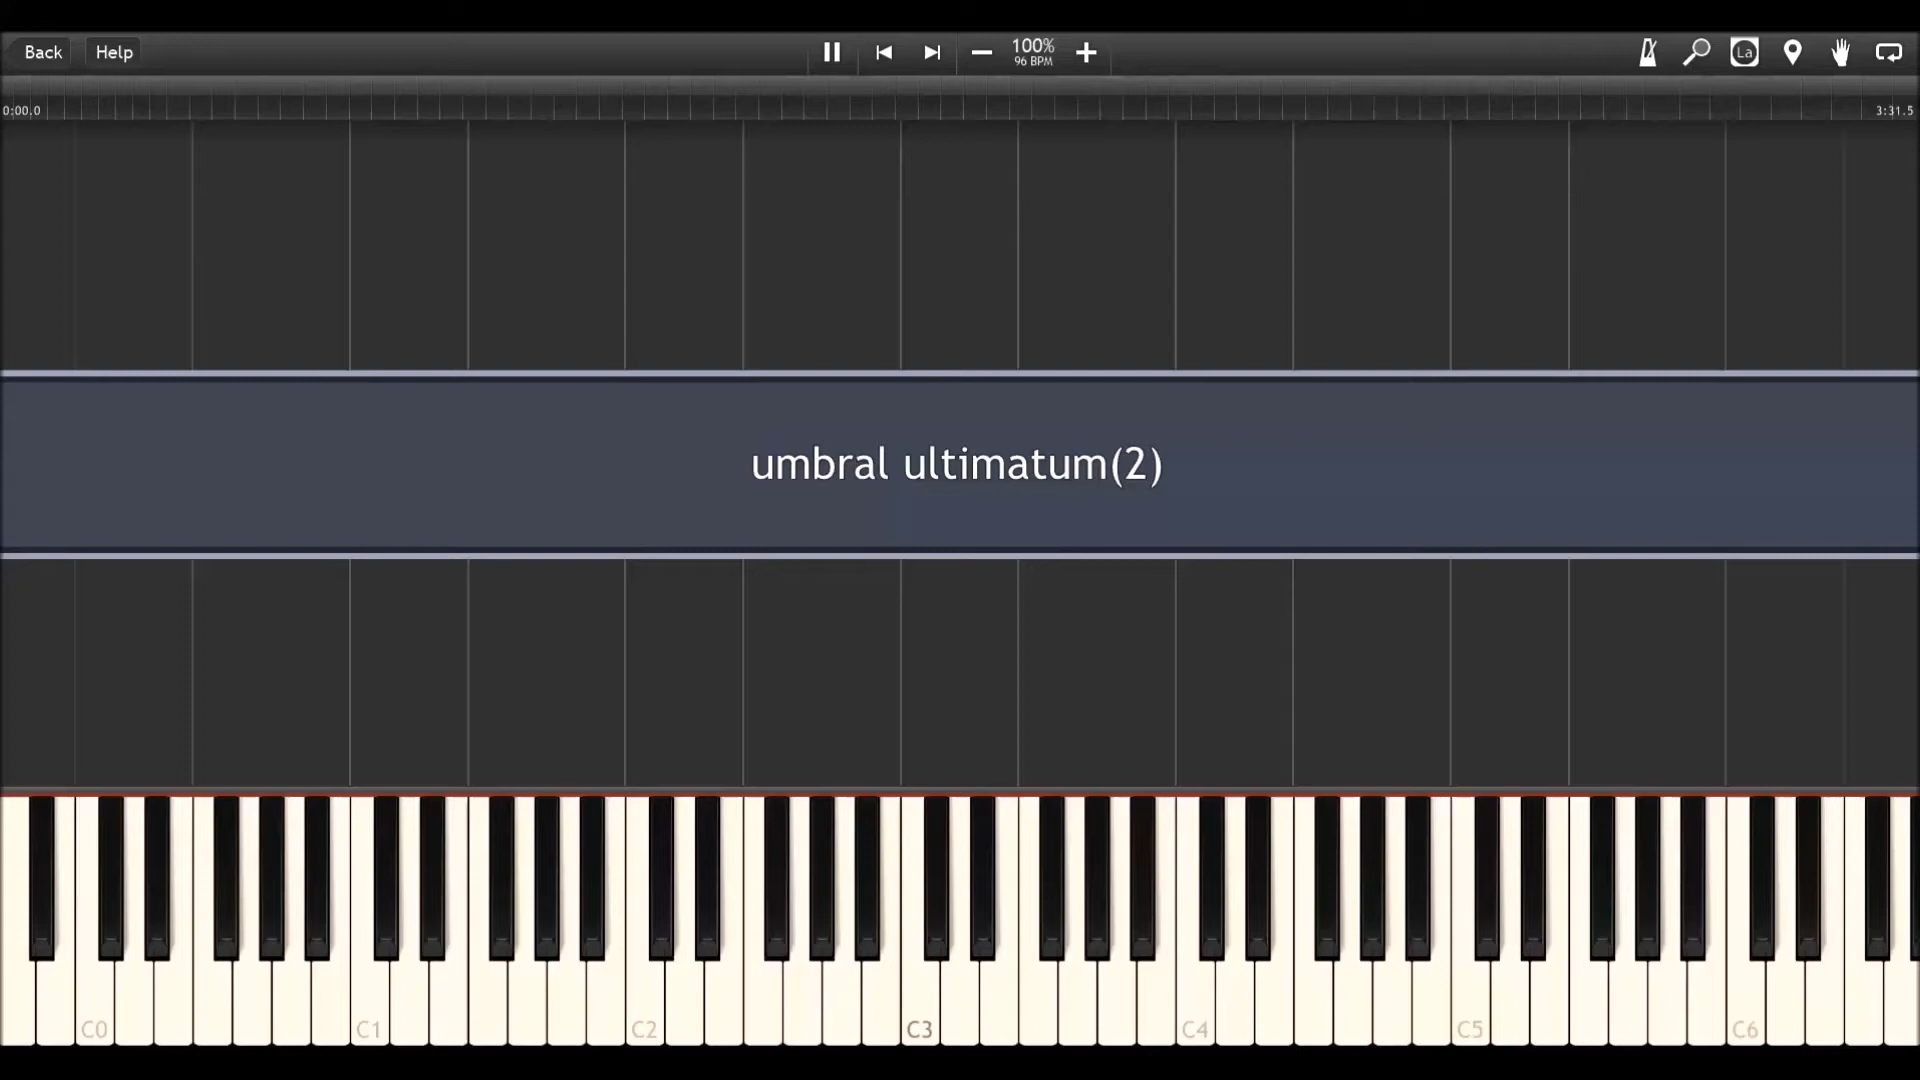 Back Help 100% La
96 BPM
0:00.0 3:31.5
umbral ultimatum(2)
C0 C1 C2 C3 C4 C5 C6